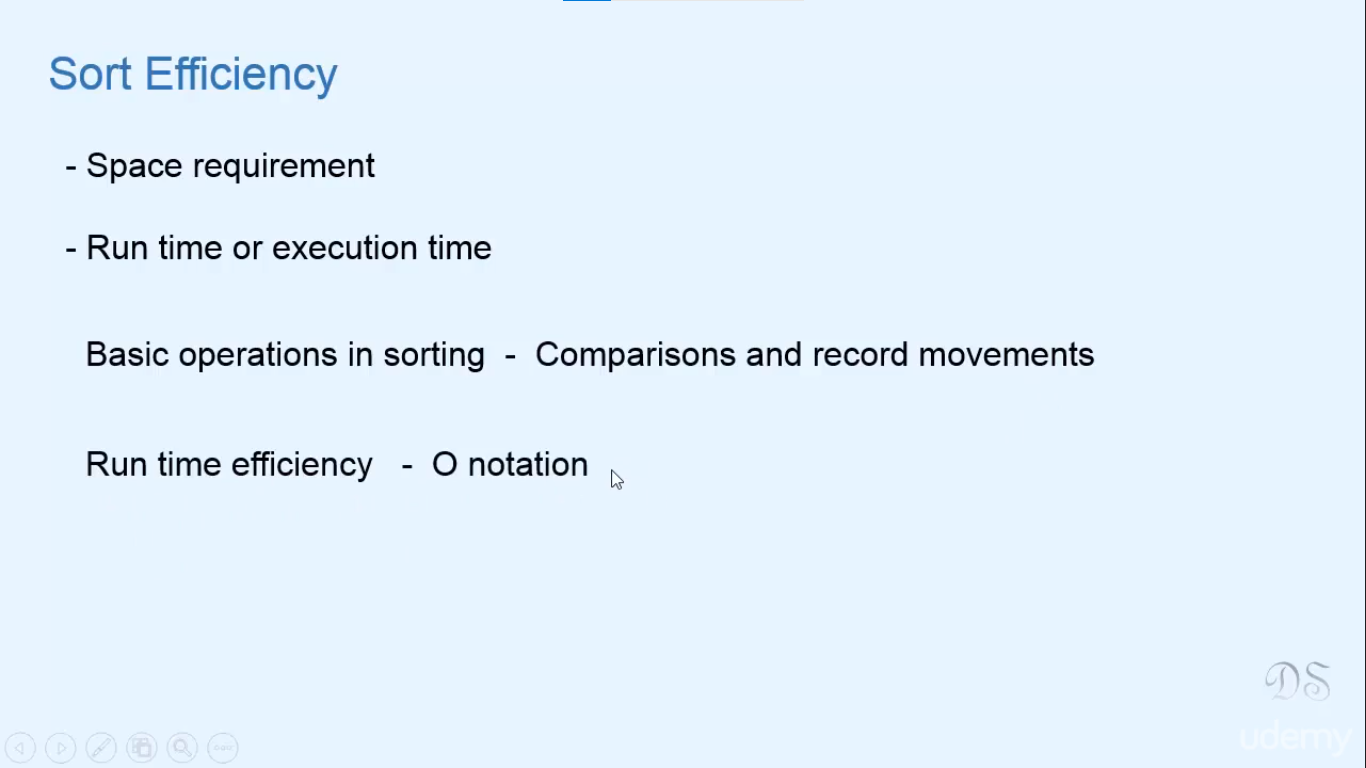 Sort Efficiency
- Space requirement
- Run time or execution time
Basic operations in sorting - Comparisons and record movements
Run time efficiency - O notation
DS
udemy